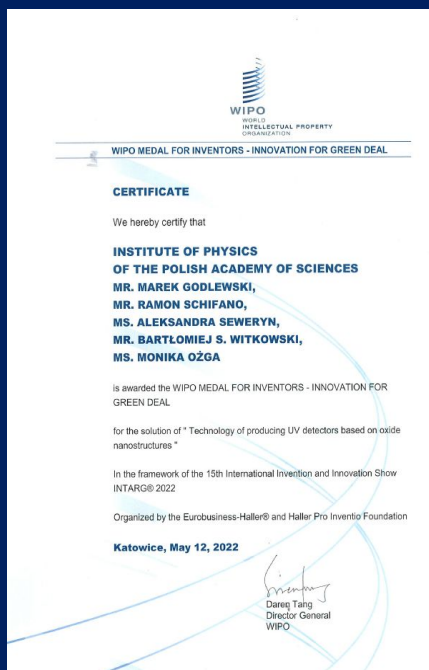 WIPO
WORLD
INTELLECTUAL PROPERTY
ORGANIZATION
WIPO MEDAL FOR INVENTORS - INNOVATION FOR GREEN DEAL
CERTIFICATE
We hereby certify that
INSTITUTE OF PHYSICS
OF THE POLISH ACADEMY OF SCIENCES
MR. MAREK GODLEWSKI,
MR. RAMON SCHIFANO,
MS. ALEKSANDRA SEWERYN,
MR. BARTŁOMIEJ S. WITKOWSKI,
MS. MONIKA OŻGA
is awarded the WIPO MEDAL FOR INVENTORS - INNOVATION FOR
GREEN DEAL
for the solution of " Technology of producing UV detectors based on oxide
nanostructures "
In the framework of the 15th International Invention and Innovation Show
INTARG® 2022
Organized by the Eurobusiness-Haller® and Haller Pro Inventio Foundation
Katowice, May 12, 2022
Daren Tang
Director General
WIPO